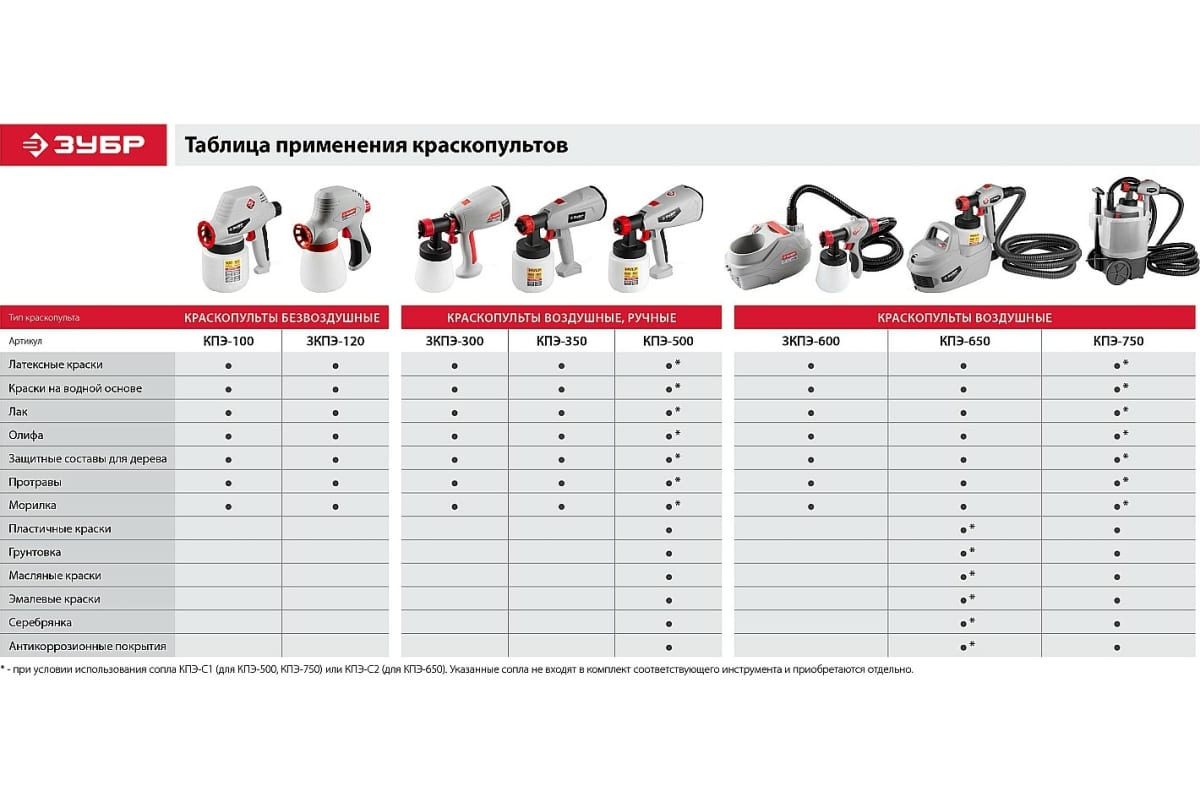 ЗУБР
Таблица применения краскопультов
Тип краскопульта КРАСКОПУЛЬТЫ БЕЗВОЗДУШНЫЕ КРАСКОПУЛЬТЫ ВОЗДУШНЫЕ, РУЧНЫЕ КРАСКОПУЛЬТЫ ВОЗДУШНЫЕ
Артикул КПЭ-100 ЗКПЭ-120 ЗКПЭ-300 КПЭ-350 КПЭ-500 ЗКПЭ-600 КПЭ-650 КПЭ-750
Латексные краски ● ● ● ● ●* ● ● ●*
Краски на водной основе ● ● ● ● ●* ● ● ●*
Лак ● ● ● ● ●* ● ● ●*
Олифа ● ● ● ● ●* ● ● ●*
Защитные составы для дерева ● ● ● ● ●* ● ● ●*
Протравы ● ● ● ● ●* ● ● ●*
Морилка ● ● ● ● ●* ● ● ●*
Пластичные краски ● ●* ●
Грунтовка ● ●* ●
Масляные краски ● ●* ●
Эмалевые краски ● ●* ●
Серебрянка ● ●* ●
Антикоррозионные покрытия ● ●* ●
* - при условии использования сопла КПЭ-С1 (для КПЭ-500, КПЭ-750) или КПЭ-С2 (для КПЭ-650). Указанные сопла не входят в комплект соответствующего инструмента и приобретаются отдельно.